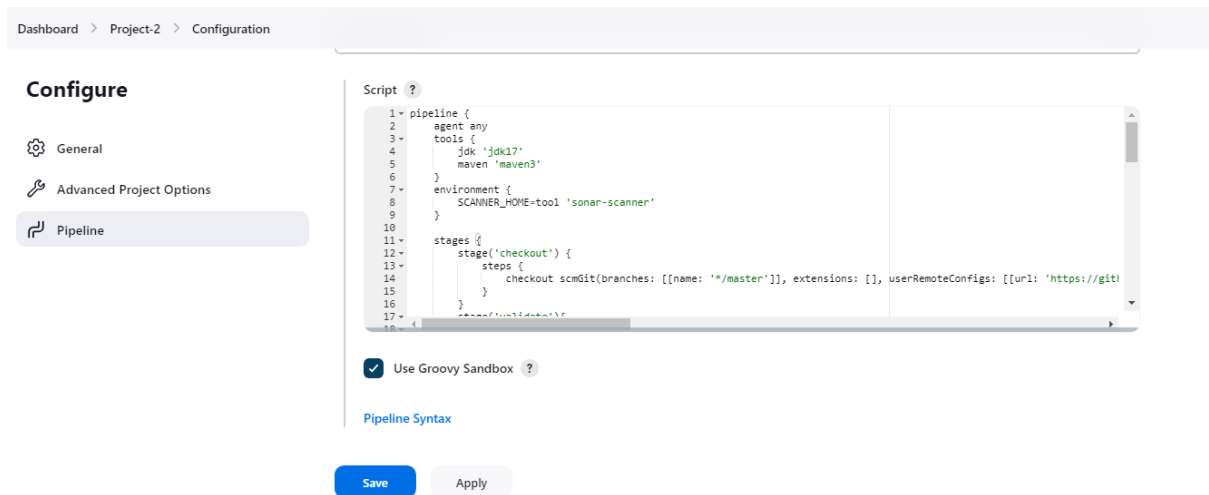 Dashboard > Project-2 > Configuration
Configure
General
Advanced Project Options
Pipeline
Script ?
1 pipeline {
2 agent any
3 tools {
4 jdk 'jdk17'
5 maven 'maven3'
6 }
7 environment {
8 SCANNER_HOME=tool 'sonar-scanner'
9 }
10
11 stages {
12 stage('checkout') {
13 steps {
14 checkout scmGit(branches: [[name: '*/master']], extensions: [], userRemoteConfigs: [[url: 'https://git
15 }
16 }
17 stage('validate'){
18
Use Groovy Sandbox ?
Pipeline Syntax
Save Apply